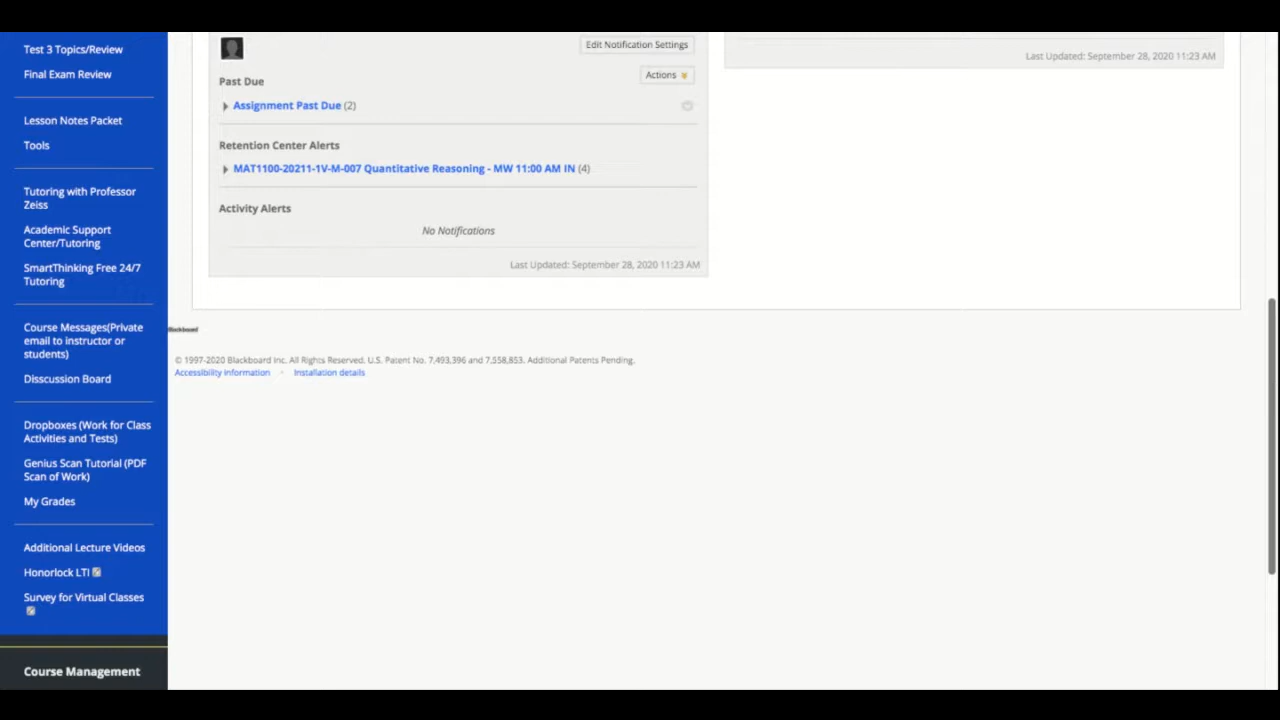 Test 3 Topics/Review
Final Exam Review
Lesson Notes Packet
Tools
Tutoring with Professor
Zeiss
Academic Support
Center/Tutoring
SmartThinking Free 24/7
Tutoring
Course Messages(Private
email to instructor or
students)
Disscussion Board
Dropboxes (Work for Class
Activities and Tests)
Genius Scan Tutorial (PDF
Scan of Work)
My Grades
Additional Lecture Videos
Honorlock LTI
Survey for Virtual Classes
Course Management
Edit Notification Settings
Actions
Past Due
Assignment Past Due (2)
Retention Center Alerts
MAT1100-20211-1V-M-007 Quantitative Reasoning - MW 11:00 AM IN (4)
Activity Alerts
No Notifications
Last Updated: September 28, 2020 11:23 AM
Last Updated: September 28, 2020 11:23 AM
Blackboard
© 1997-2020 Blackboard Inc. All Rights Reserved. U.S. Patent No. 7,493,396 and 7,558,853. Additional Patents Pending.
Accessibility information · Installation details